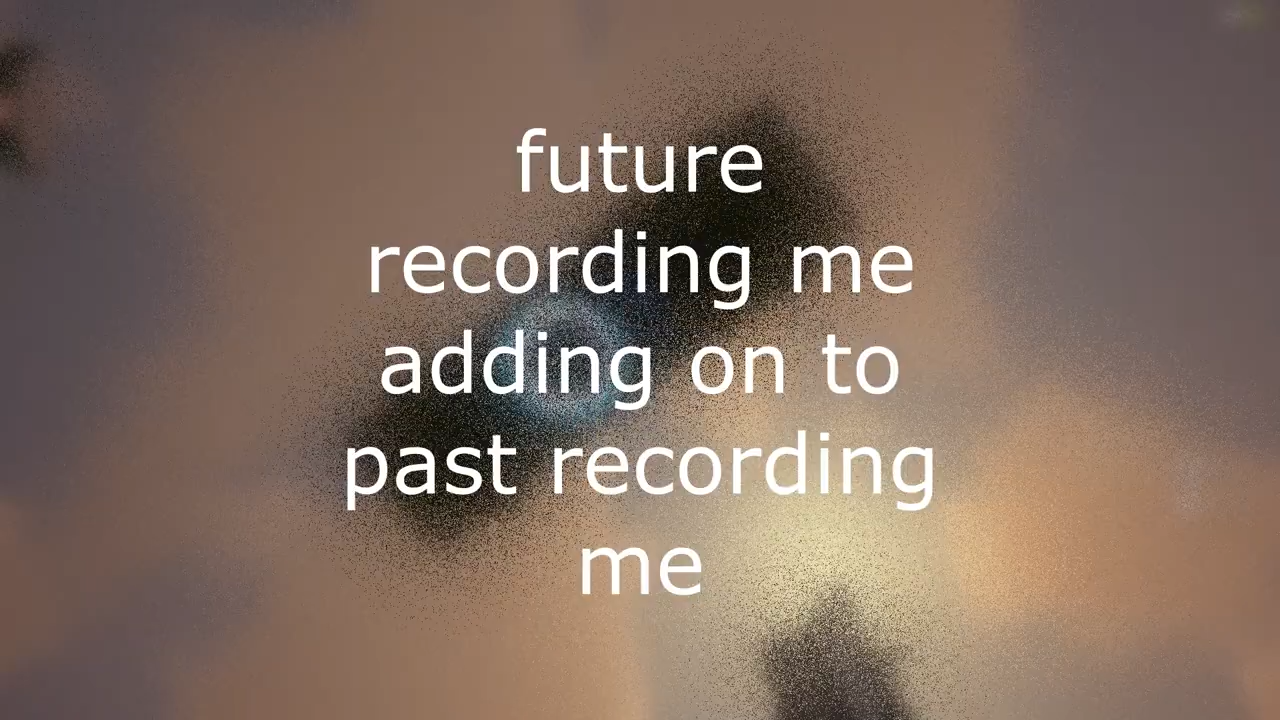 future
recording me
adding on to
past recording
me